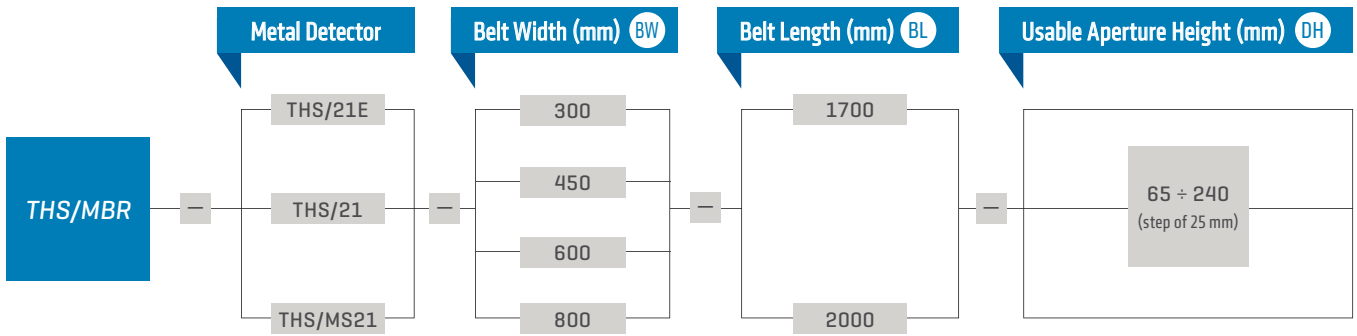 Metal Detector
Belt Width (mm) BW
Belt Length (mm) BL
Usable Aperture Height (mm) DH
THS/MBR
—
THS/21E
THS/21
THS/MS21
—
300
450
600
800
—
1700
2000
—
65 ÷ 240
(step of 25 mm)